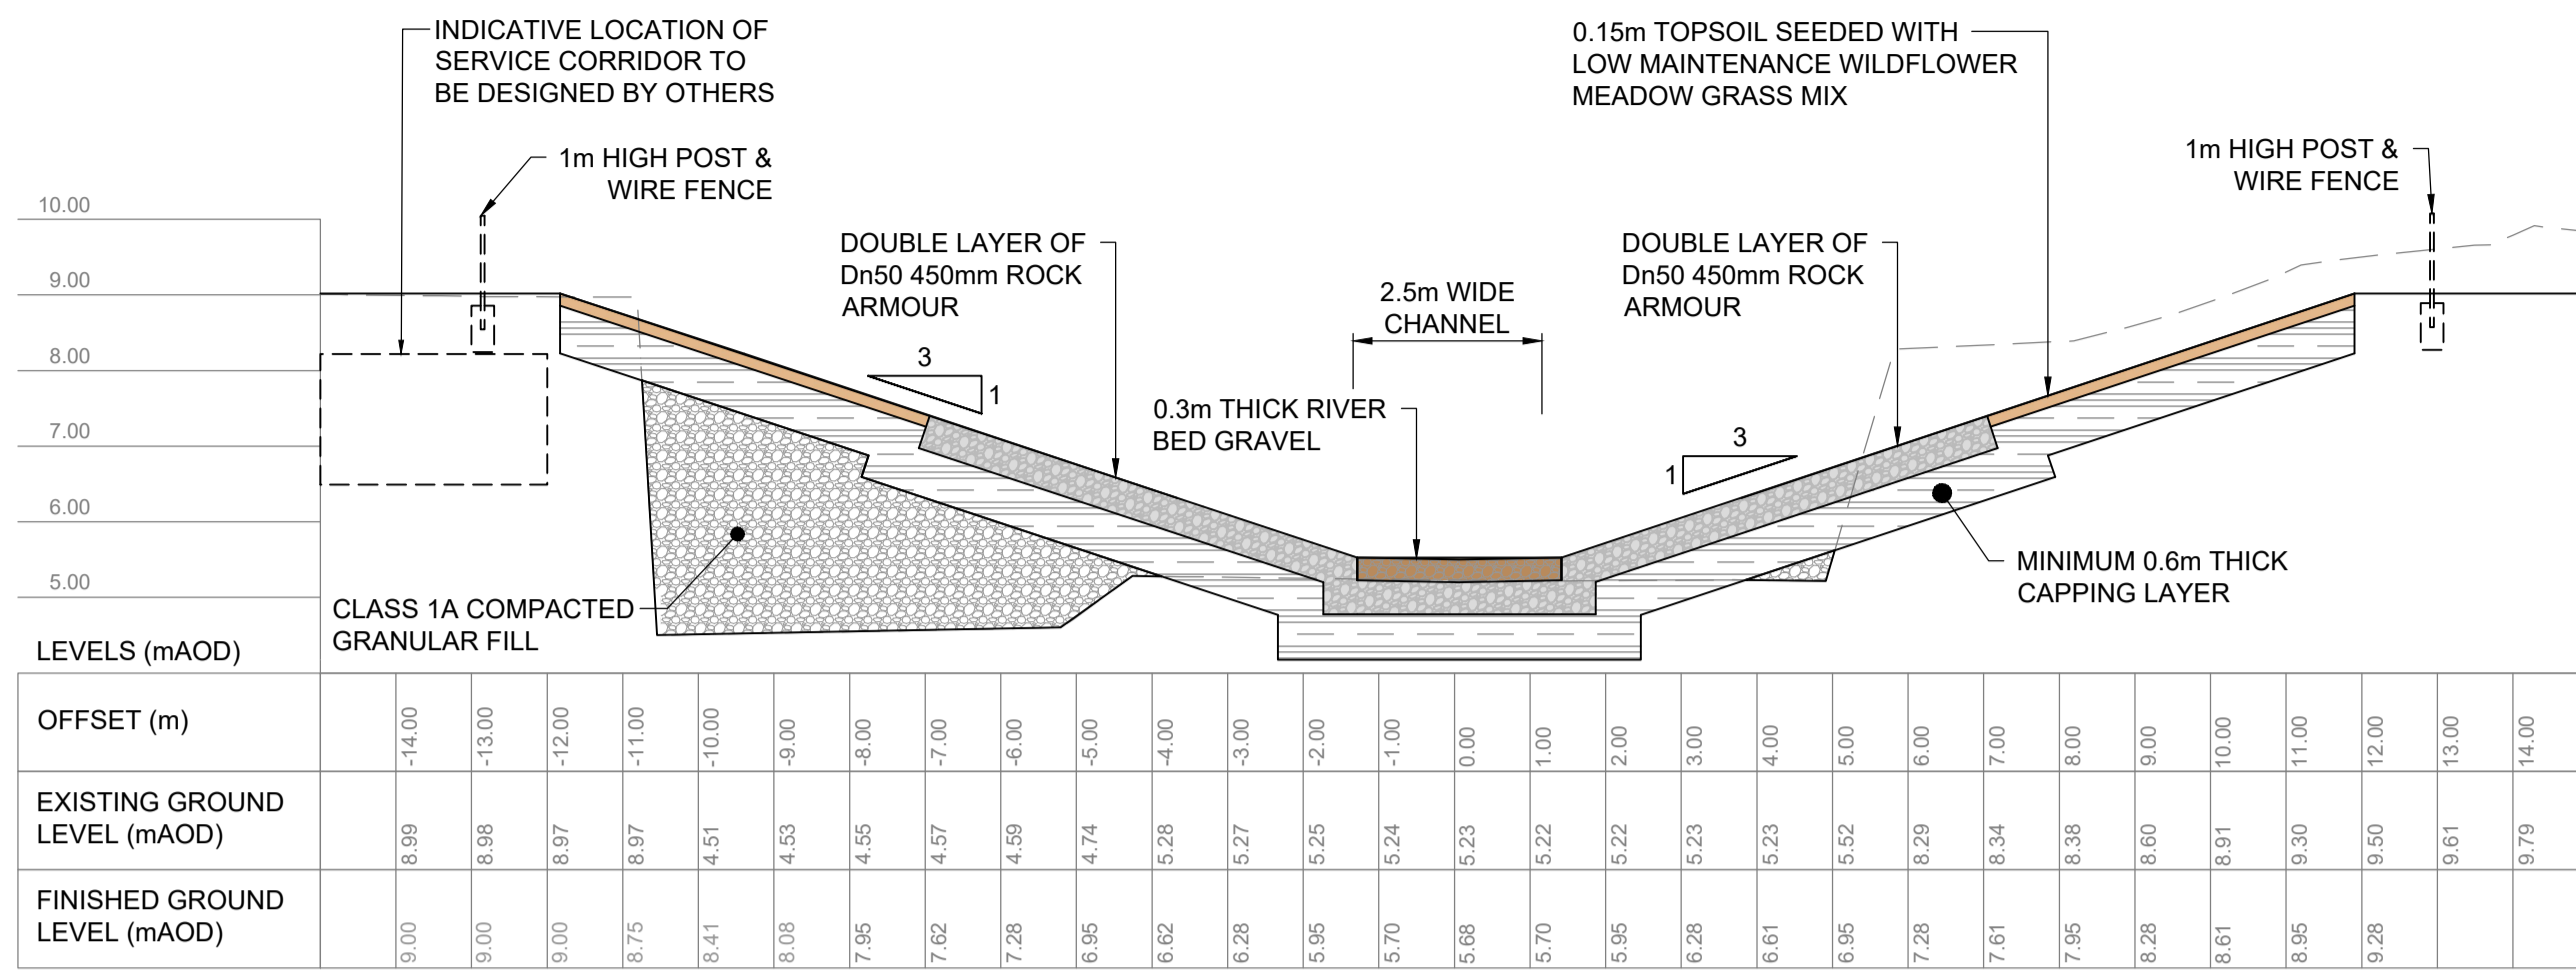 INDICATIVE LOCATION OF
SERVICE CORRIDOR TO
BE DESIGNED BY OTHERS
0.15m TOPSOIL SEEDED WITH
LOW MAINTENANCE WILDFLOWER
MEADOW GRASS MIX
1m HIGH POST &
WIRE FENCE
1m HIGH POST &
WIRE FENCE
DOUBLE LAYER OF
Dn50 450mm ROCK
ARMOUR
DOUBLE LAYER OF
Dn50 450mm ROCK
ARMOUR
2.5m WIDE
CHANNEL
3
1
0.3m THICK RIVER
BED GRAVEL
3
1
10.00
9.00
8.00
7.00
6.00
5.00
CLASS 1A COMPACTED
GRANULAR FILL
MINIMUM 0.6m THICK
CAPPING LAYER
LEVELS (mAOD)
OFFSET (m)
-14.00 -13.00 -12.00 -11.00 -10.00 -9.00 -8.00 -7.00 -6.00 -5.00 -4.00 -3.00 -2.00 -1.00 0.00 1.00 2.00 3.00 4.00 5.00 6.00 7.00 8.00 9.00 10.00 11.00 12.00 13.00 14.00
EXISTING GROUND
LEVEL (mAOD)
8.99 8.98 8.97 8.97 4.51 4.53 4.55 4.57 4.59 4.74 5.28 5.27 5.25 5.24 5.23 5.22 5.22 5.23 5.23 5.52 8.29 8.34 8.38 8.60 8.91 9.30 9.50 9.61 9.79
FINISHED GROUND
LEVEL (mAOD)
9.00 9.00 9.00 8.75 8.41 8.08 7.95 7.62 7.28 6.95 6.62 6.28 5.95 5.70 5.68 5.70 5.95 6.28 6.61 6.95 7.28 7.61 7.95 8.28 8.61 8.95 9.28